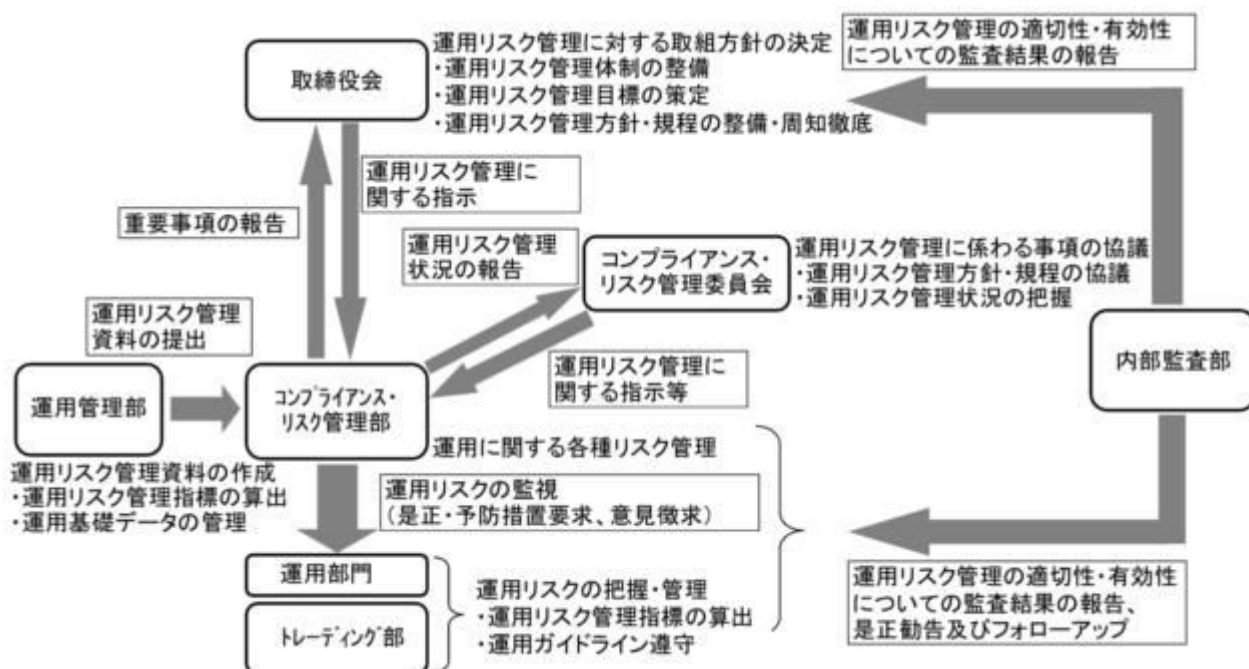 取締役会
運用リスク管理に対する取組方針の決定
・運用リスク管理体制の整備
・運用リスク管理目標の策定
・運用リスク管理方針・規程の整備・周知徹底
運用リスク管理の適切性・有効性
についての監査結果の報告
運用リスク管理に
関する指示
重要事項の報告
運用リスク管理
状況の報告
コンプライアンス・
リスク管理委員会
運用リスク管理に係わる事項の協議
・運用リスク管理方針・規程の協議
・運用リスク管理状況の把握
運用リスク管理
資料の提出
運用リスク管理に
関する指示等
内部監査部
運用管理部
ｺﾝﾌﾟﾗｲｱﾝｽ・
ﾘｽｸ管理部
運用に関する各種リスク管理
運用リスク管理資料の作成
・運用リスク管理指標の算出
・運用基礎データの管理
運用リスクの監視
（是正・予防措置要求、意見徴求）
運用部門
ﾄﾚｰﾃﾞｨﾝｸﾞ部
運用リスクの把握・管理
・運用リスク管理指標の算出
・運用ガイドライン遵守
運用リスク管理の適切性・有効性
についての監査結果の報告、
是正勧告及びフォローアップ